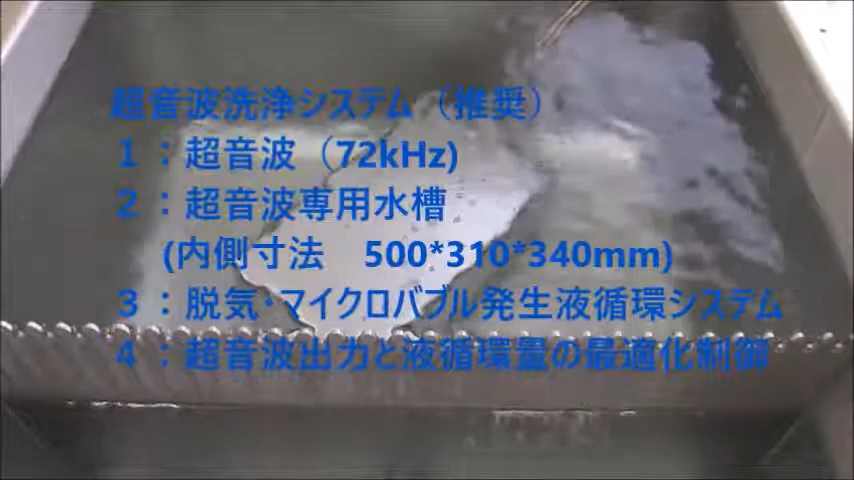 超音波洗浄システム（推奨）
１：超音波（72kHz)
２：超音波専用水槽
(内側寸法　500*310*340mm)
３：脱気･マイクロバブル発生液循環システム
４：超音波出力と液循環量の最適化制御